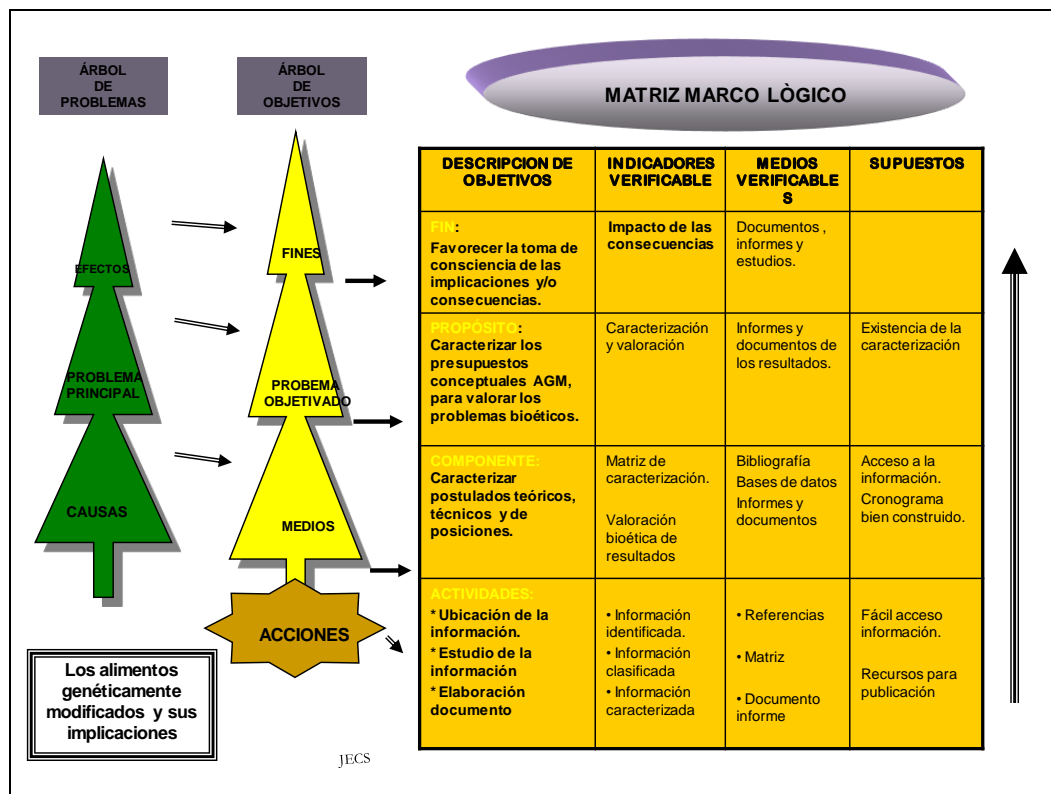 ÁRBOL
DE
PROBLEMAS
ÁRBOL
DE
OBJETIVOS
MATRIZ MARCO LÒGICO
EFECTOS
PROBLEMA
PRINCIPAL
CAUSAS
FINES
PROBEMA
OBJETIVADO
MEDIOS
ACCIONES
Los alimentos
genéticamente
modificados y sus
implicaciones
JECS
DESCRIPCION DE
OBJETIVOS
INDICADORES
VERIFICABLE
MEDIOS
VERIFICABLE
S
SUPUESTOS
FIN:
Favorecer la toma de
consciencia de las
implicaciones y/o
consecuencias.
Impacto de las
consecuencias
Documentos ,
informes y
estudios.
PROPÓSITO:
Caracterizar los
presupuestos
conceptuales AGM,
para valorar los
problemas bioéticos.
Caracterización
y valoración
Informes y
documentos de
los resultados.
Existencia de la
caracterización
COMPONENTE:
Caracterizar
postulados teóricos,
técnicos y de
posiciones.
Matriz de
caracterización.
Valoración
bioética de
resultados
Bibliografía
Bases de datos
Informes y
documentos
Acceso a la
información.
Cronograma
bien construido.
ACTIVIDADES:
* Ubicación de la
información.
* Estudio de la
información
* Elaboración
documento
• Información
identificada.
• Información
clasificada
• Información
caracterizada
• Referencias
• Matriz
• Documento
informe
Fácil acceso
información.
Recursos para
publicación